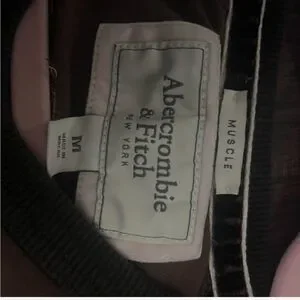 Abercrombie
& Fitch
NEW YORK
MUSCLE
M